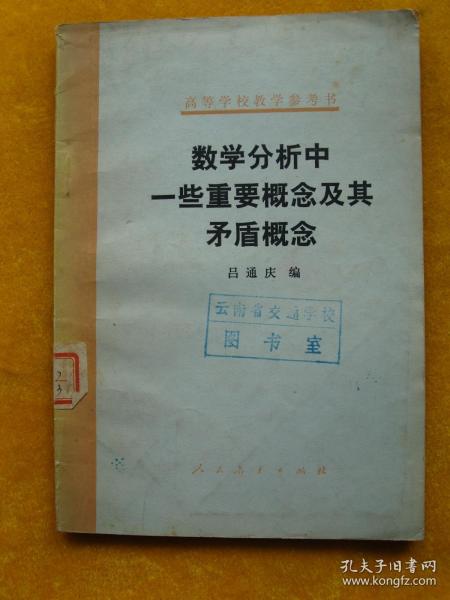 高等学校教学参考书
数学分析中
一些重要概念及其
矛盾概念
吕通庆 编
云南省交通学校
图书室
2
3
人民教育出版社
孔夫子旧书网
www.kongfz.com